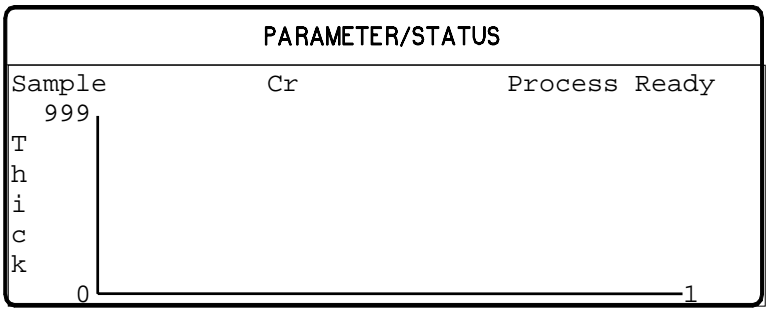 PARAMETER/STATUS
Sample Cr Process Ready
999
T
h
i
c
k
0 1